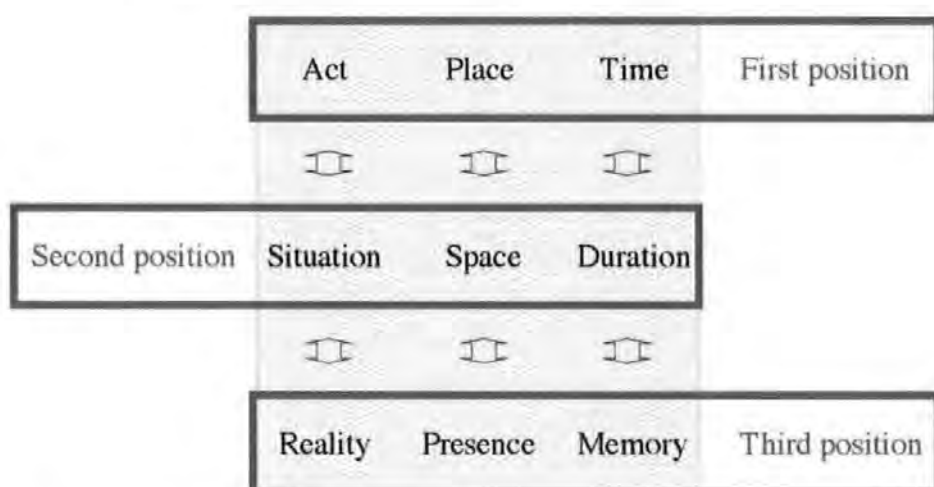 Act Place Time First position
Second position Situation Space Duration
Reality Presence Memory Third position